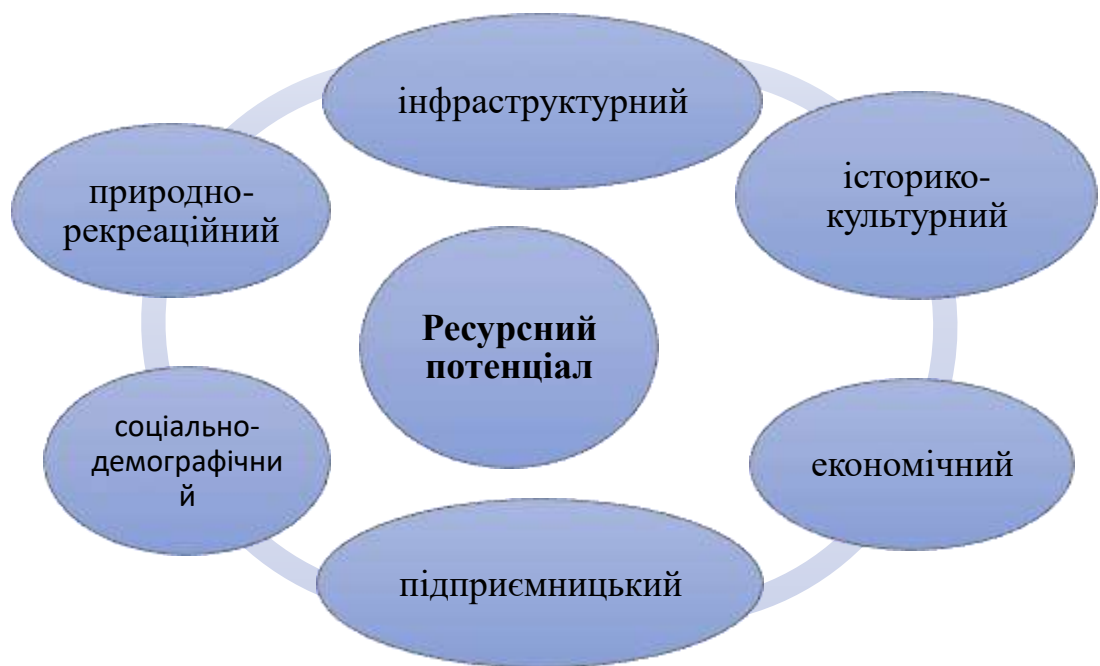 інфраструктурний
історико-
культурний
природно-
рекреаційний
Ресурсний
потенціал
соціально-
демографічни
й
економічний
підприємницький